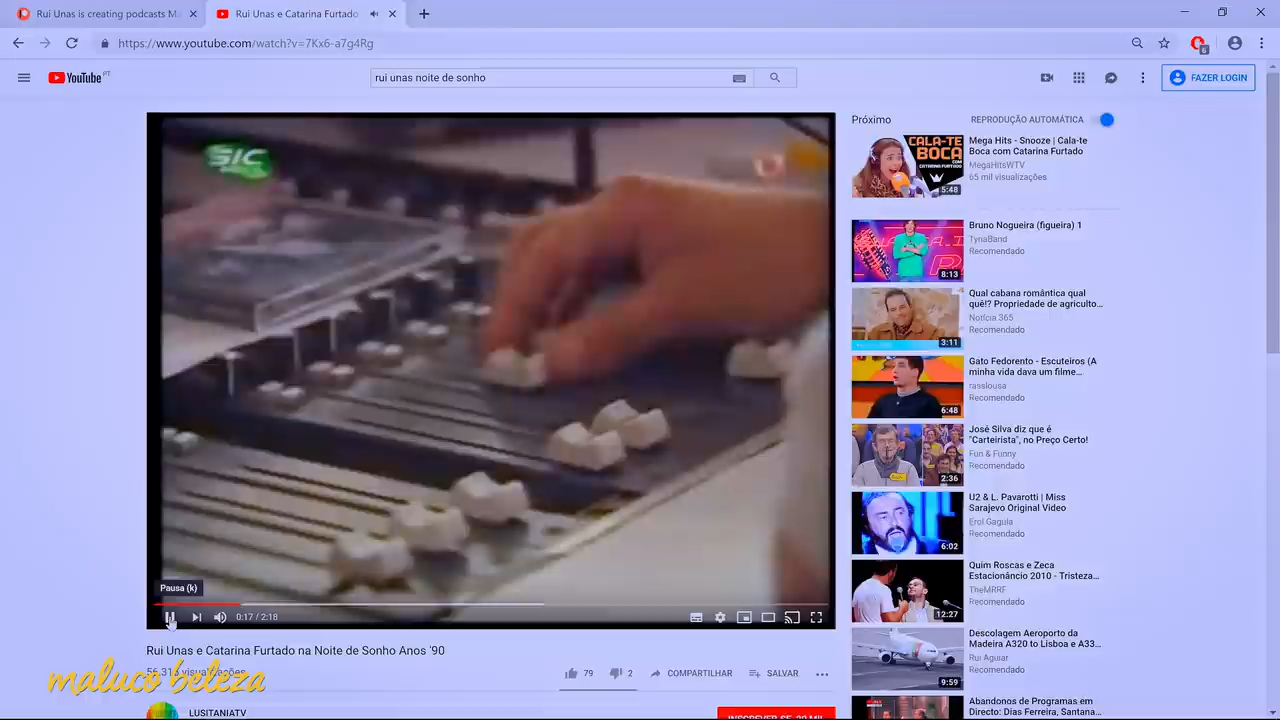 Rui Unas is creating podcasts M
Rui Unas e Catarina Furtado
https://www.youtube.com/watch?v=7Kx6-a7g4Rg
6
YouTube PT
rui unas noite de sonho
FAZER LOGIN
Próximo
REPRODUÇÃO AUTOMÁTICA
CALA-TE
BOCA
COM
CATARINA FURTADO
5:48
Mega Hits - Snooze | Cala-te
Boca com Catarina Furtado
MegaHitsWTV
65 mil visualizações
8:13
Bruno Nogueira (figueira) 1
TynaBand
Recomendado
3:11
Qual cabana romântica qual
quê!? Propriedade de agriculto...
Notícia 365
Recomendado
6:48
Gato Fedorento - Escuteiros (A
minha vida dava um filme...
rasslousa
Recomendado
2:36
José Silva diz que é
"Carteirista", no Preço Certo!
Fun & Funny
Recomendado
6:02
U2 & L. Pavarotti | Miss
Sarajevo Original Video
Erol Gagula
Recomendado
12:27
Quim Roscas e Zeca
Estacionâncio 2010 - Tristeza...
TheMRRF
Recomendado
9:59
Descolagem Aeroporto da
Madeira A320 to Lisboa e A33...
Rui Aguiar
Recomendado
Abandonos de Programas em
Directo: Dias Ferreira, Santana...
Pausa (k)
0:17 / 2:18
Rui Unas e Catarina Furtado na Noite de Sonho Anos '90
79
2
COMPARTILHAR
SALVAR
maluco beleza
LUSITANIATV